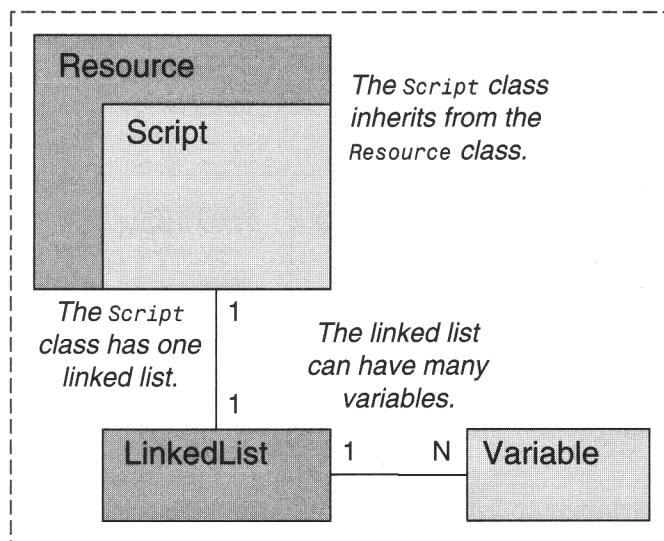 Resource
Script
The Script class
inherits from the
Resource class.
The Script
class has one
linked list.
1
1
The linked list
can have many
variables.
LinkedList
1
N
Variable